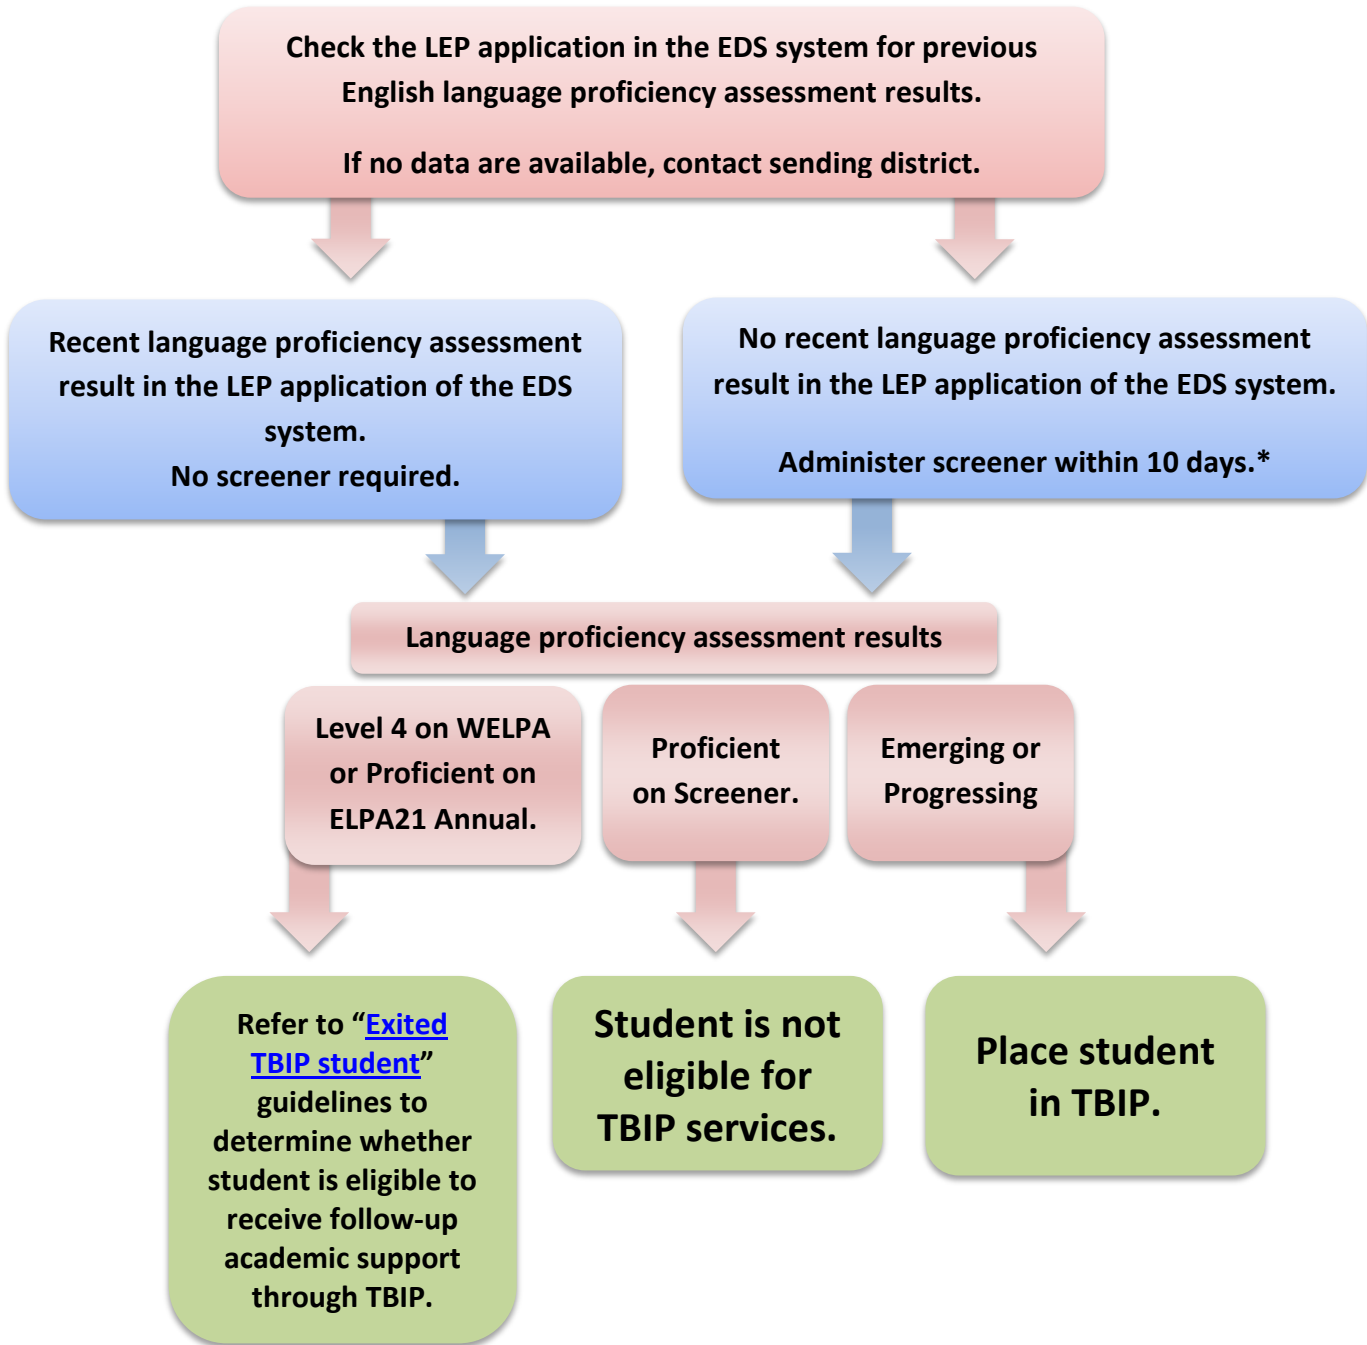 Check the LEP application in the EDS system for previous
English language proficiency assessment results.
If no data are available, contact sending district.
Recent language proficiency assessment
result in the LEP application of the EDS
system.
No screener required.
No recent language proficiency assessment
result in the LEP application of the EDS system.
Administer screener within 10 days.*
Language proficiency assessment results
Level 4 on WELPA
or Proficient on
ELPA21 Annual.
Proficient
on Screener.
Emerging or
Progressing
Refer to “Exited
TBIP student”
guidelines to
determine whether
student is eligible to
receive follow-up
academic support
through TBIP.
Student is not
eligible for
TBIP services.
Place student
in TBIP.